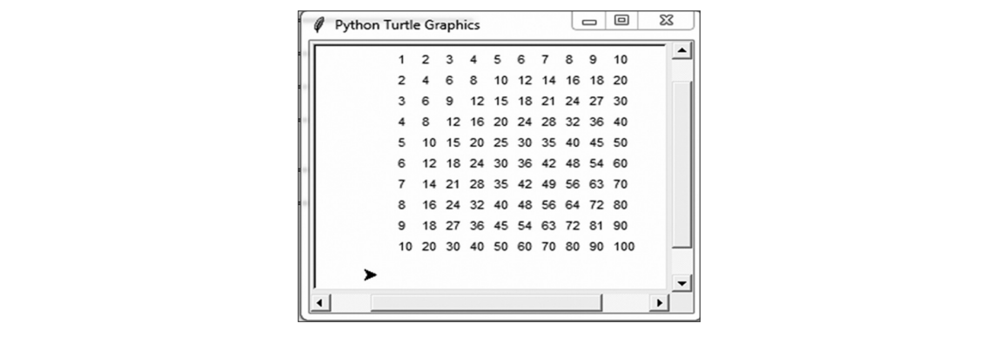 Python Turtle Graphics
1 2 3 4 5 6 7 8 9 10
2 4 6 8 10 12 14 16 18 20
3 6 9 12 15 18 21 24 27 30
4 8 12 16 20 24 28 32 36 40
5 10 15 20 25 30 35 40 45 50
6 12 18 24 30 36 42 48 54 60
7 14 21 28 35 42 49 56 63 70
8 16 24 32 40 48 56 64 72 80
9 18 27 36 45 54 63 72 81 90
10 20 30 40 50 60 70 80 90 100